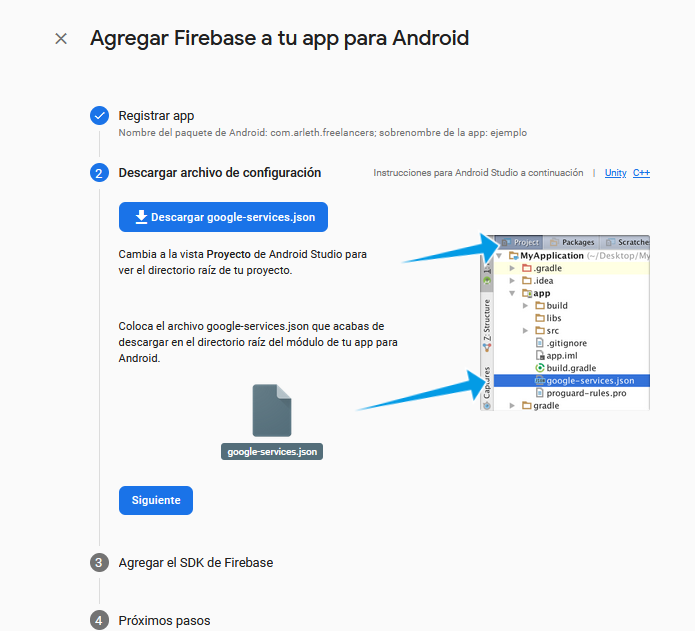 Agregar Firebase a tu app para Android
Registrar app
Nombre del paquete de Android: com.arleth.freelancers; sobrenombre de la app: ejemplo
2
Descargar archivo de configuración
Instrucciones para Android Studio a continuación | Unity C++
Descargar google-services.json
Cambia a la vista Proyecto de Android Studio para
ver el directorio raíz de tu proyecto.
Coloca el archivo google-services.json que acabas de
descargar en el directorio raíz del módulo de tu app para
Android.
google-services.json
Project Packages Scratche
MyApplication (~/Desktop/My
.gradle
.idea
app
build
libs
src
.gitignore
app.iml
build.gradle
google-services.json
proguard-rules.pro
gradle
Z: Structure
Captures
Siguiente
3
Agregar el SDK de Firebase
4
Próximos pasos